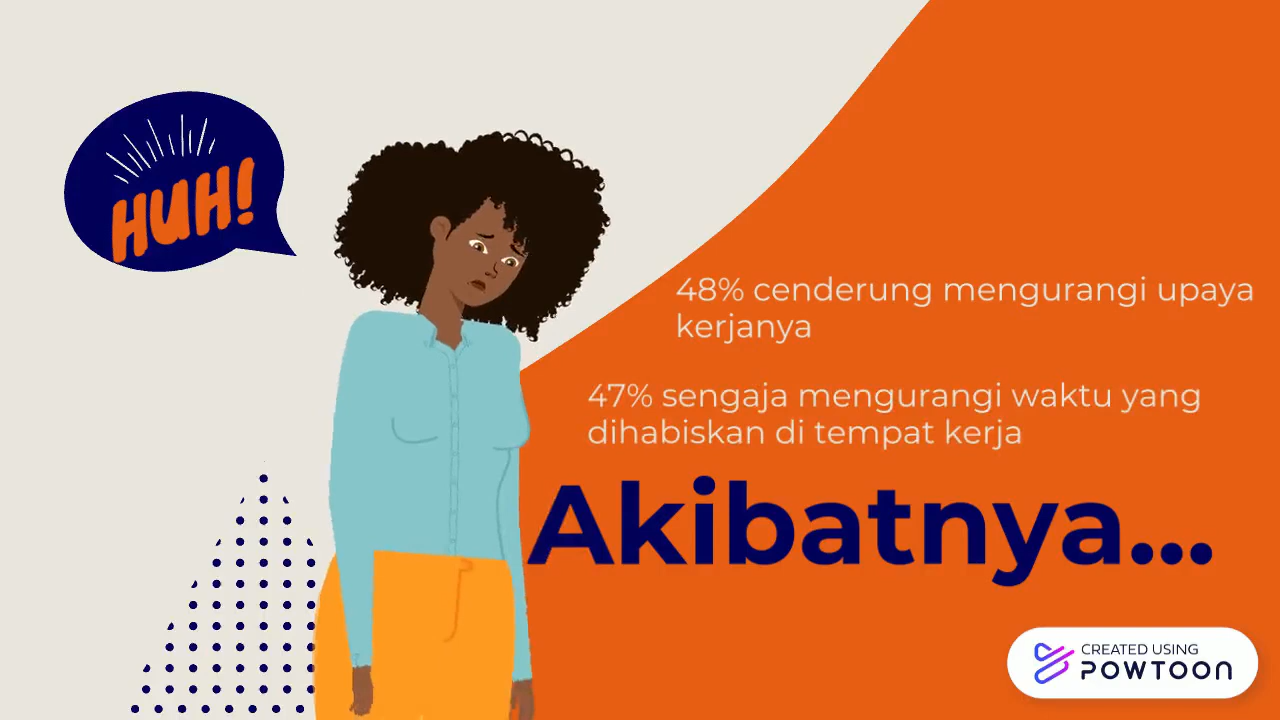 HUH!
48% cenderung mengurangi upaya
kerjanya
47% sengaja mengurangi waktu yang
dihabiskan di tempat kerja
Akibatnya...
CREATED USING
POWTOON